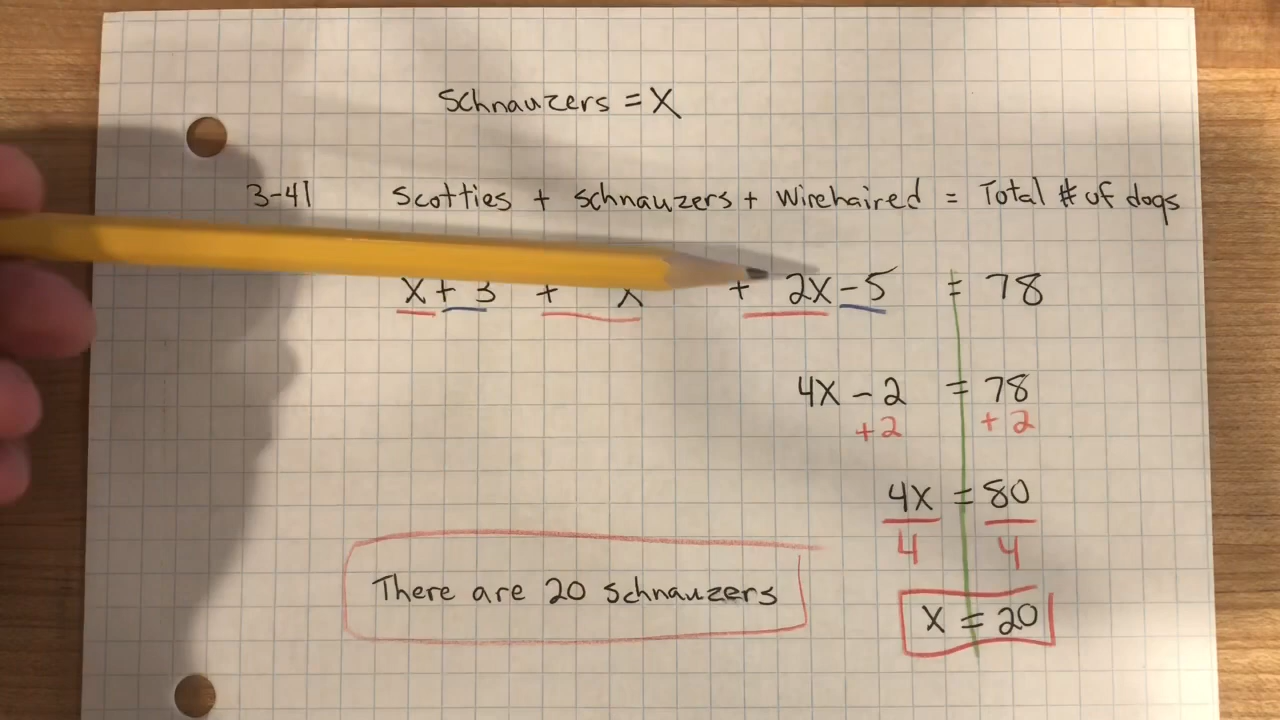 Schnauzers = X
3-41 Scotties + Schnauzers + Wirehaired = Total # of dogs
x + 3 + x + 2x - 5 = 78
4x - 2 = 78
+2 +2
4x = 80
4 4
There are 20 Schnauzers
x = 20